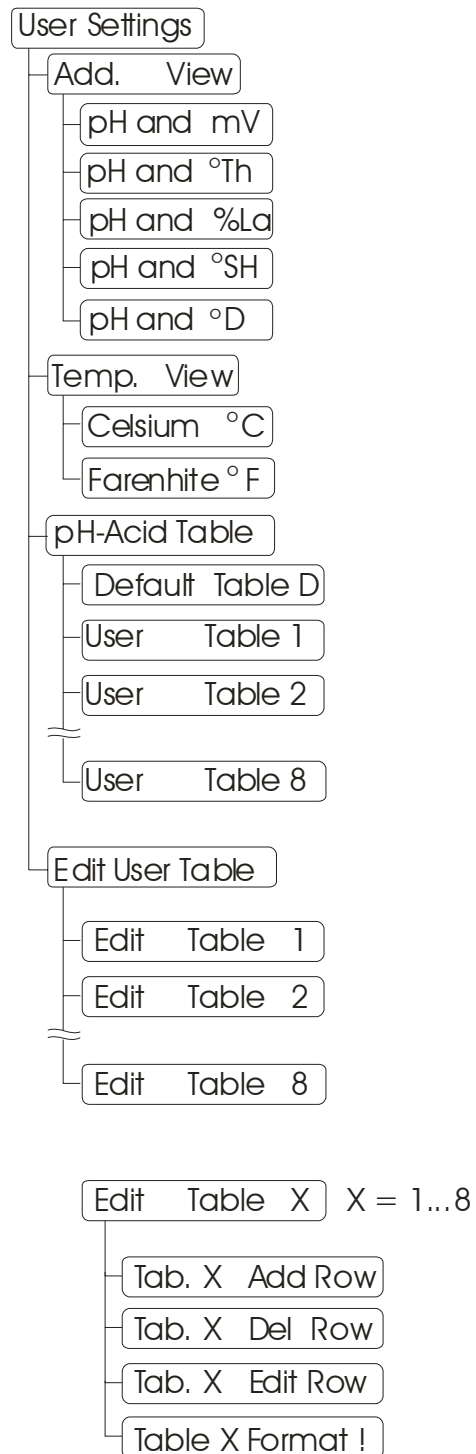 User Settings
Add. View
pH and mV
pH and °Th
pH and %La
pH and °SH
pH and °D
Temp. View
Celsium °C
Farenhite °F
pH-Acid Table
Default Table D
User Table 1
User Table 2
User Table 8
Edit User Table
Edit Table 1
Edit Table 2
Edit Table 8
Edit Table X X = 1...8
Tab. X Add Row
Tab. X Del Row
Tab. X Edit Row
Table X Format !